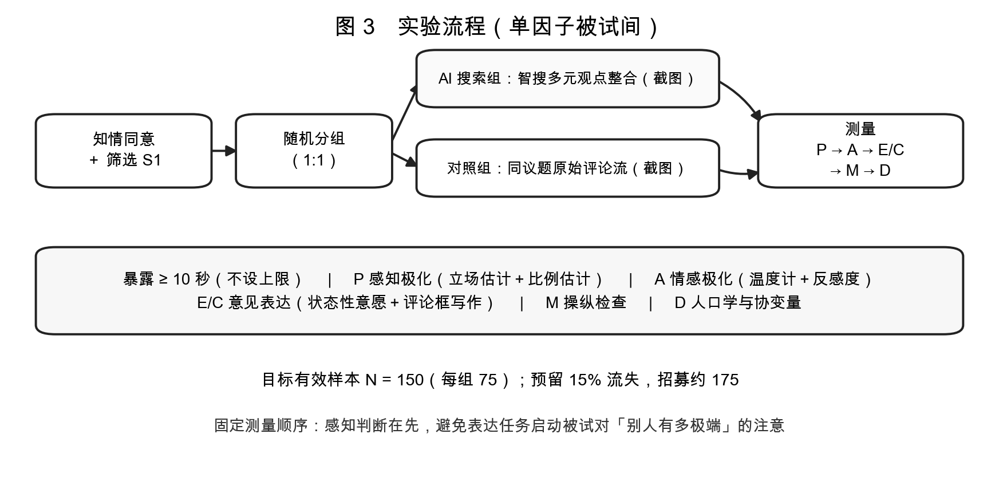 图 3　实验流程（单因子被试间）
知情同意
+ 筛选 S1
随机分组
（1:1）
AI 搜索组：智搜多元观点整合（截图）
对照组：同议题原始评论流（截图）
测量
P → A → E/C
→ M → D
暴露 ≥ 10 秒（不设上限） | P 感知极化（立场估计 + 比例估计） | A 情感极化（温度计 + 反感度）
E/C 意见表达（状态性意愿 + 评论框写作） | M 操纵检查 | D 人口学与协变量
目标有效样本 N = 150（每组 75）；预留 15% 流失，招募约 175
固定测量顺序：感知判断在先，避免表达任务启动被试对「别人有多极端」的注意